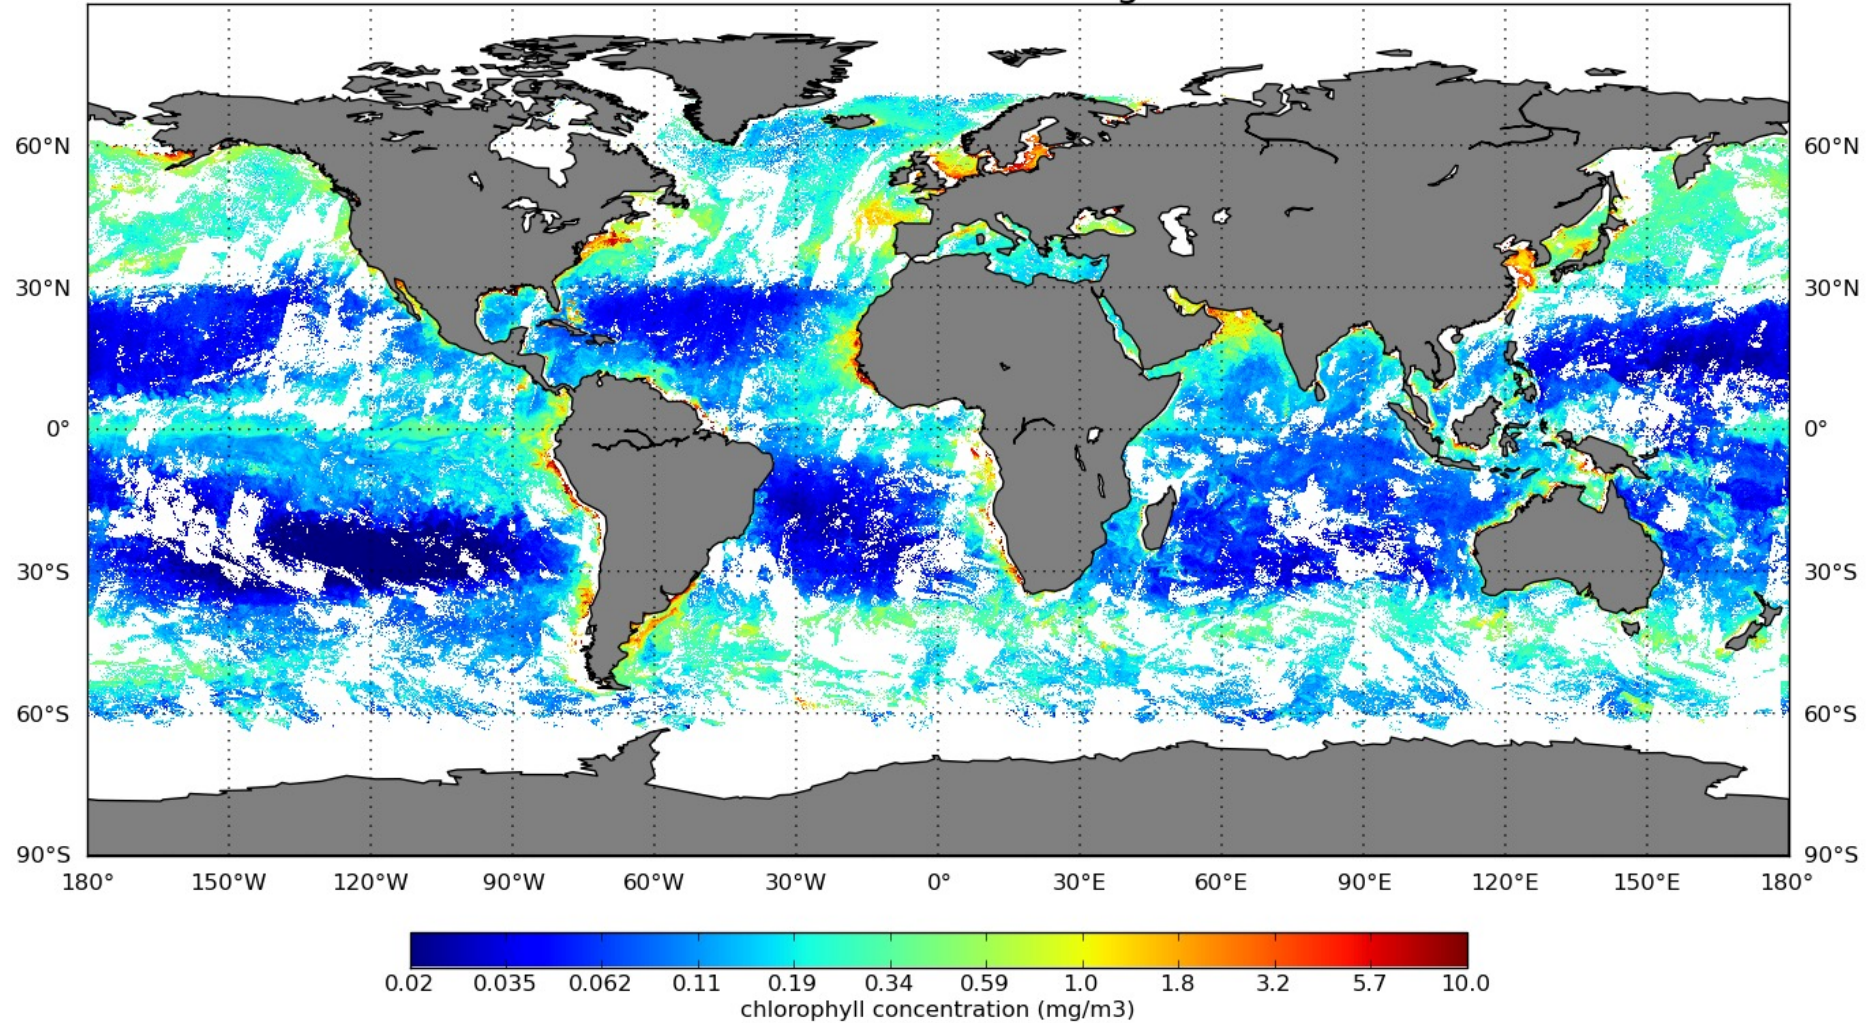 60°N 60°N
30°N 30°N
0° 0°
30°S 30°S
60°S 60°S
90°S 90°S
180° 150°W 120°W 90°W 60°W 30°W 0° 30°E 60°E 90°E 120°E 150°E 180°
0.02 0.035 0.062 0.11 0.19 0.34 0.59 1.0 1.8 3.2 5.7 10.0
chlorophyll concentration (mg/m3)